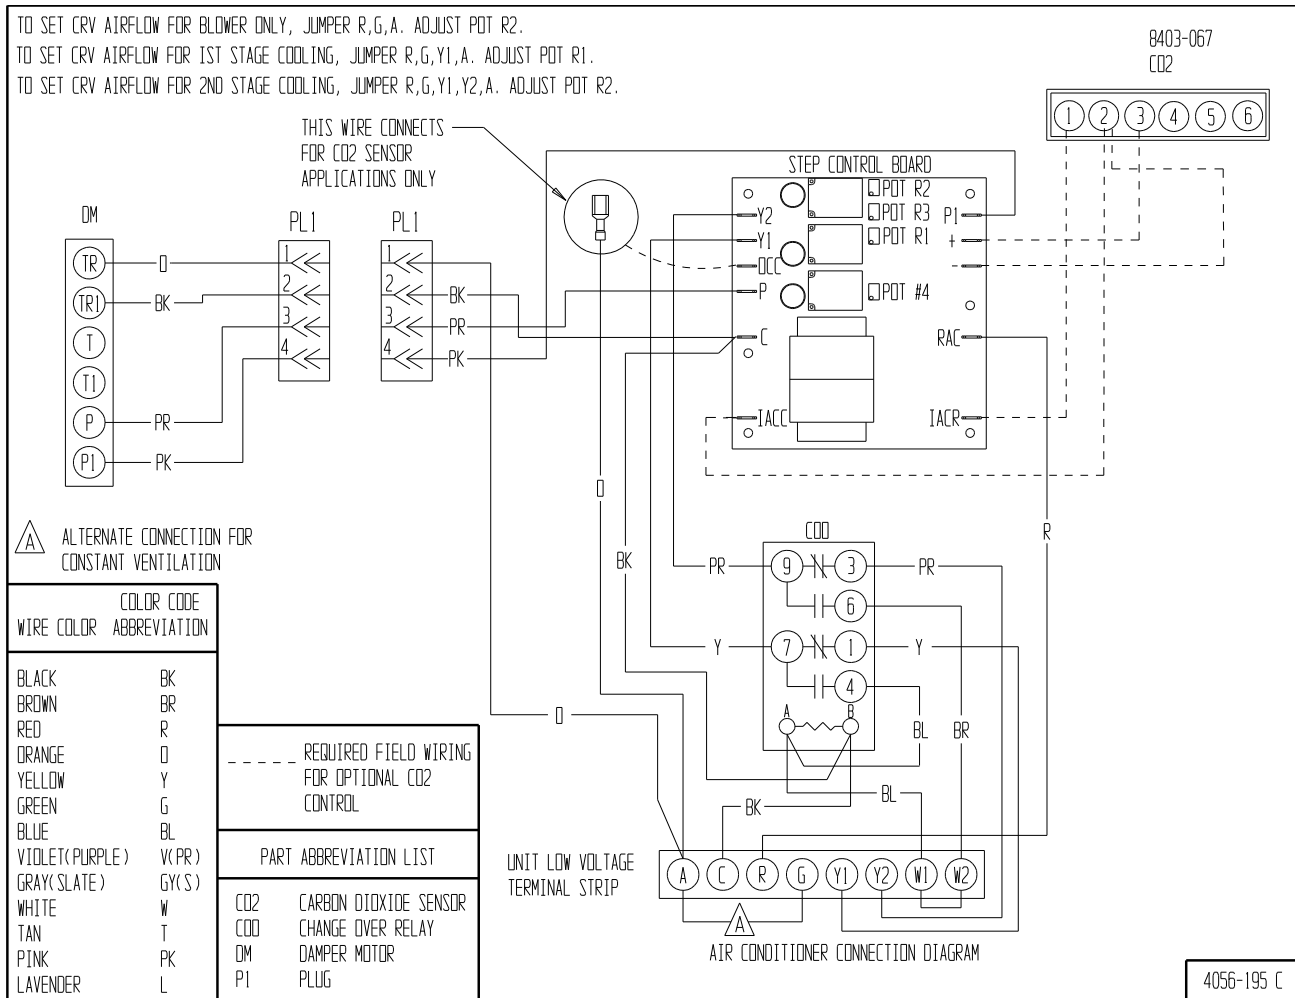 TO SET CRV AIRFLOW FOR BLOWER ONLY, JUMPER R,G,A. ADJUST POT R2.
TO SET CRV AIRFLOW FOR 1ST STAGE COOLING, JUMPER R,G,Y1,A. ADJUST POT R1.
TO SET CRV AIRFLOW FOR 2ND STAGE COOLING, JUMPER R,G,Y1,Y2,A. ADJUST POT R2.
8403-067
CO2
1 2 3 4 5 6
THIS WIRE CONNECTS
FOR CO2 SENSOR
APPLICATIONS ONLY
STEP CONTROL BOARD
POT R2
POT R3
POT R1
POT #4
Y2
Y1
OCC
P
C
IACC
P1
+
-
RAC
IACR
DM
TR
TR1
T
T1
P
P1
O
BK
PR
PK
PL1
1
2
3
4
PL1
1
2
3
4
BK
PR
PK
O
BK
R
A
ALTERNATE CONNECTION FOR
CONSTANT VENTILATION
COO
PR 9 3 PR
6
Y 7 1 Y
4
A B
BL BR
O
BL
BK
COLOR CODE
WIRE COLOR ABBREVIATION
BLACK BK
BROWN BR
RED R
ORANGE O
YELLOW Y
GREEN G
BLUE BL
VIOLET(PURPLE) V(PR)
GRAY(SLATE) GY(S)
WHITE W
TAN T
PINK PK
LAVENDER L
REQUIRED FIELD WIRING
FOR OPTIONAL CO2
CONTROL
PART ABBREVIATION LIST
CO2 CARBON DIOXIDE SENSOR
COO CHANGE OVER RELAY
DM DAMPER MOTOR
P1 PLUG
UNIT LOW VOLTAGE
TERMINAL STRIP
A C R G Y1 Y2 W1 W2
A
AIR CONDITIONER CONNECTION DIAGRAM
4056-195 C